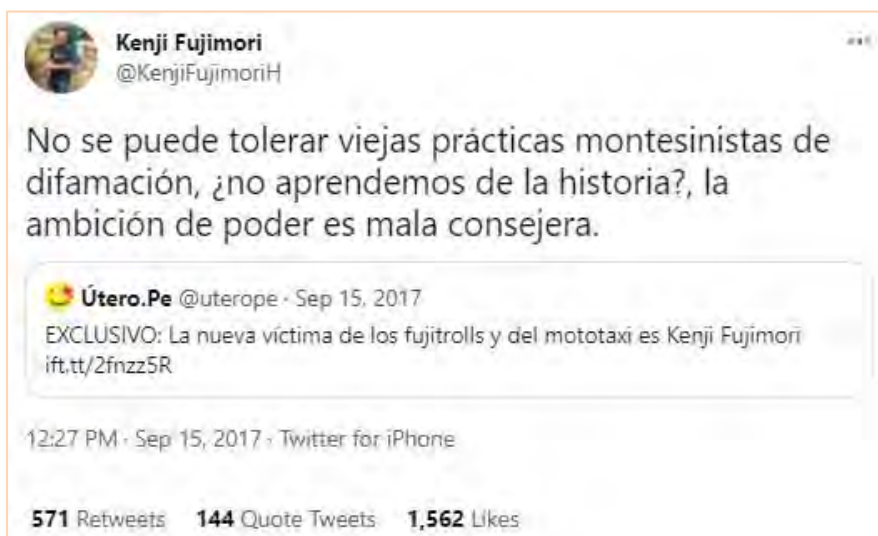 Kenji Fujimori
@KenjiFujimoriH
No se puede tolerar viejas prácticas montesinistas de
difamación, ¿no aprendemos de la historia?, la
ambición de poder es mala consejera.
Útero.Pe @uterope · Sep 15, 2017
EXCLUSIVO: La nueva víctima de los fujitrolls y del mototaxi es Kenji Fujimori
ift.tt/2fnzz5R
12:27 PM · Sep 15, 2017 · Twitter for iPhone
571 Retweets 144 Quote Tweets 1,562 Likes